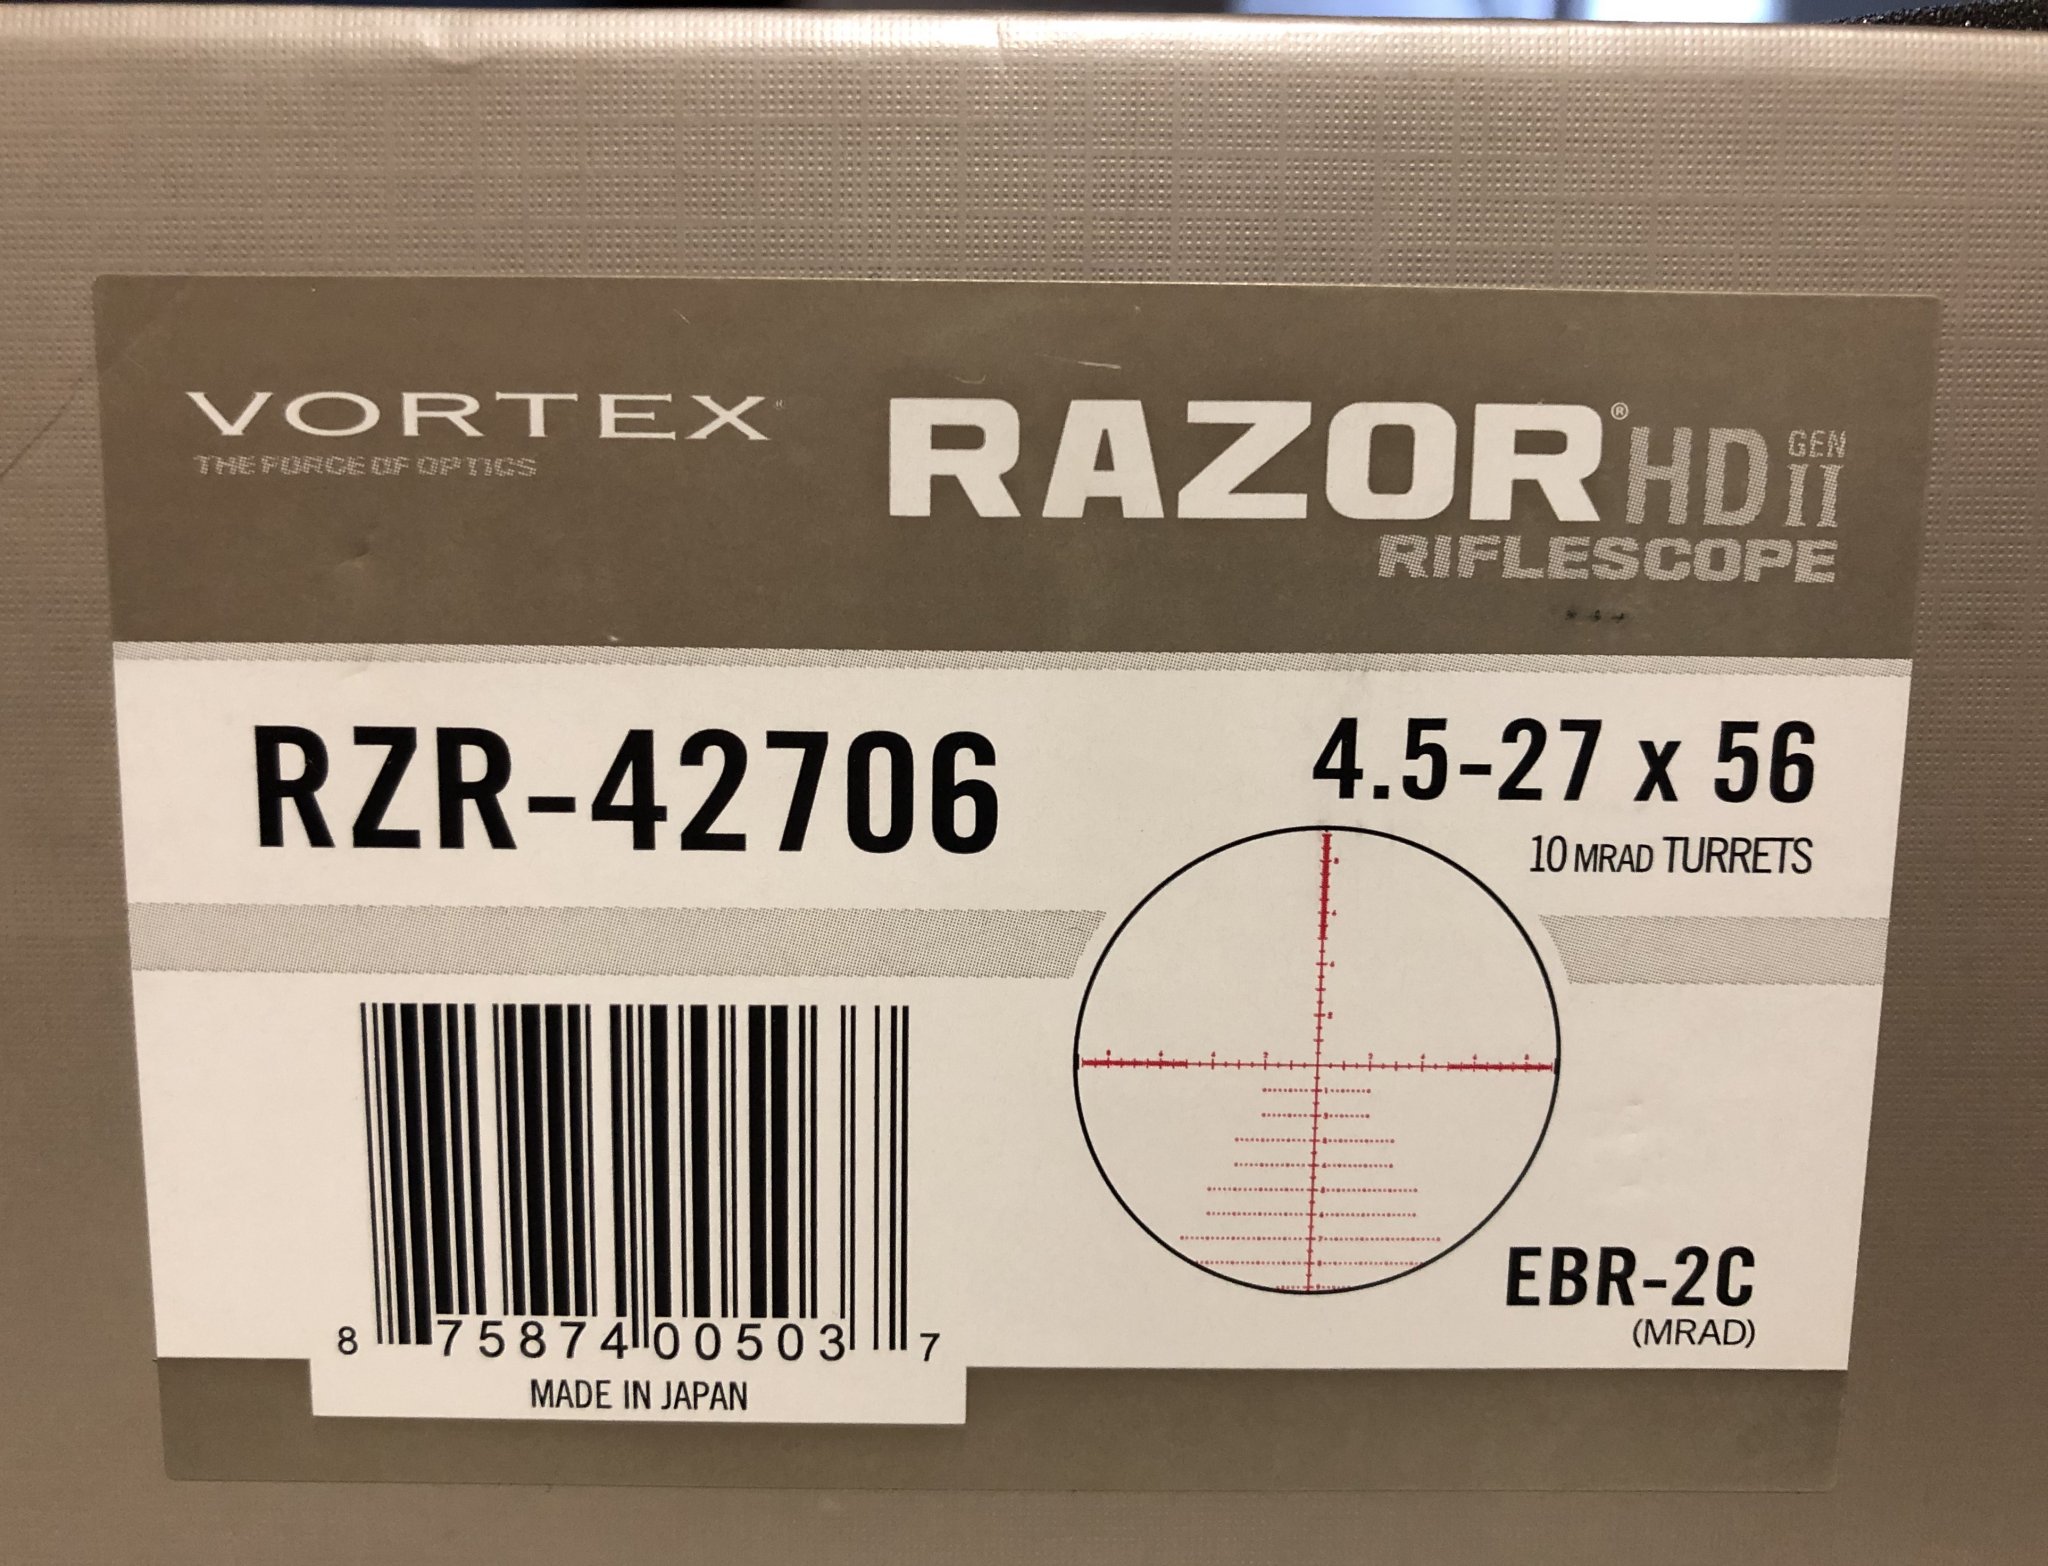 VORTEX®
THE FORCE OF OPTICS
RAZOR® HD GEN II
RIFLESCOPE
RZR-42706
4.5-27 x 56
10 MRAD TURRETS
EBR-2C
(MRAD)
8 75874 00503 7
MADE IN JAPAN